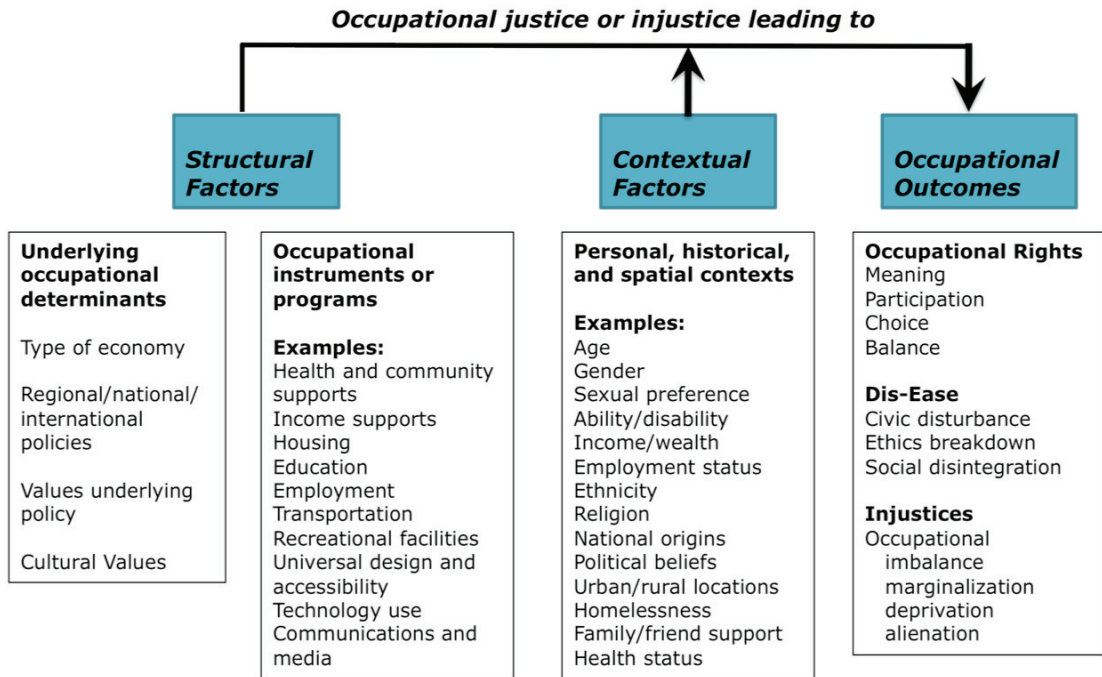 Occupational justice or injustice leading to
Structural
Factors
Contextual
Factors
Occupational
Outcomes
Underlying
occupational
determinants
Type of economy
Regional/national/
international
policies
Values underlying
policy
Cultural Values
Occupational
instruments or
programs
Examples:
Health and community
supports
Income supports
Housing
Education
Employment
Transportation
Recreational facilities
Universal design and
accessibility
Technology use
Communications and
media
Personal, historical,
and spatial contexts
Examples:
Age
Gender
Sexual preference
Ability/disability
Income/wealth
Employment status
Ethnicity
Religion
National origins
Political beliefs
Urban/rural locations
Homelessness
Family/friend support
Health status
Occupational Rights
Meaning
Participation
Choice
Balance
Dis-Ease
Civic disturbance
Ethics breakdown
Social disintegration
Injustices
Occupational
imbalance
marginalization
deprivation
alienation